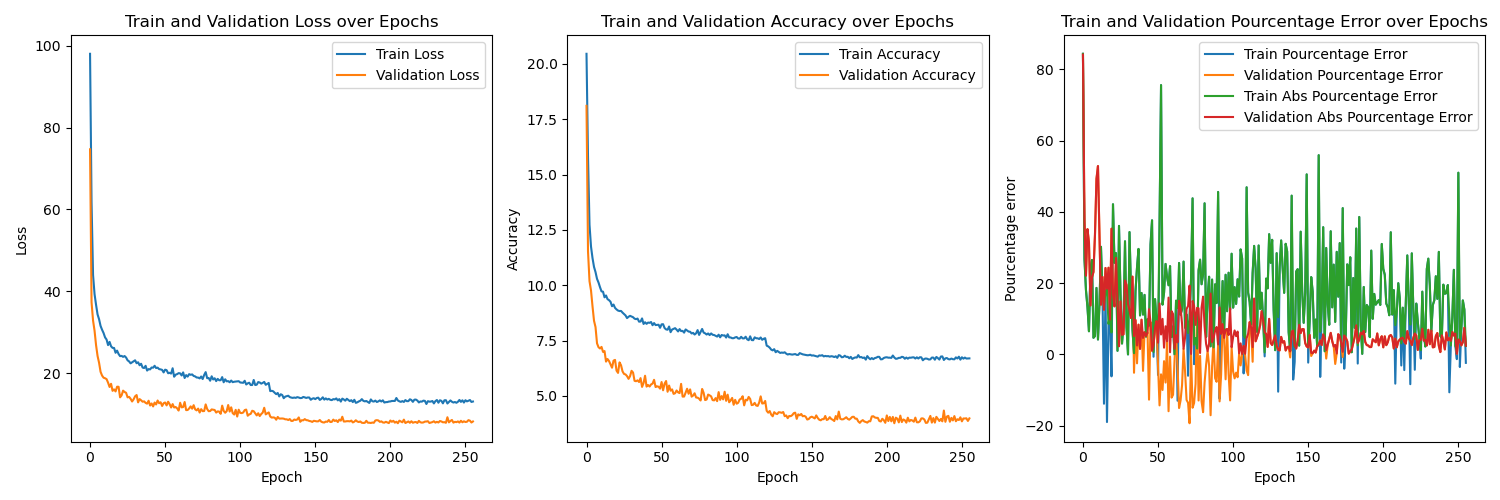 Train and Validation Loss over Epochs
100
80
60
40
20
0
50
100
150
200
250
Loss
Epoch
Train Loss
Validation Loss
Train and Validation Accuracy over Epochs
20.0
17.5
15.0
12.5
10.0
7.5
5.0
0
50
100
150
200
250
Accuracy
Epoch
Train Accuracy
Validation Accuracy
Train and Validation Pourcentage Error over Epochs
80
60
40
20
0
−20
0
50
100
150
200
250
Pourcentage error
Epoch
Train Pourcentage Error
Validation Pourcentage Error
Train Abs Pourcentage Error
Validation Abs Pourcentage Error